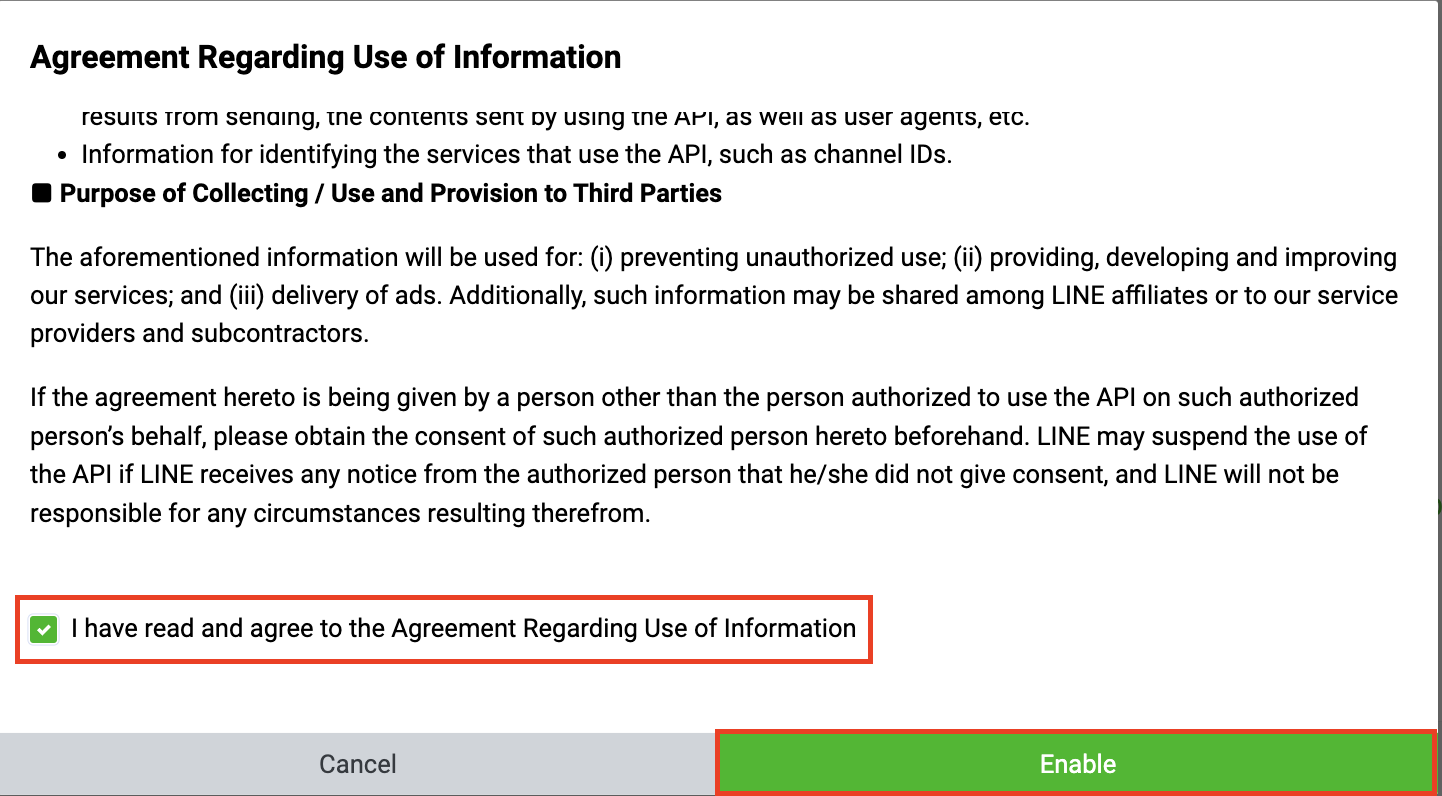 Agreement Regarding Use of Information
results from sending, the contents sent by using the API, as well as user agents, etc.
• Information for identifying the services that use the API, such as channel IDs.
■ Purpose of Collecting / Use and Provision to Third Parties
The aforementioned information will be used for: (i) preventing unauthorized use; (ii) providing, developing and improving
our services; and (iii) delivery of ads. Additionally, such information may be shared among LINE affiliates or to our service
providers and subcontractors.
If the agreement hereto is being given by a person other than the person authorized to use the API on such authorized
person’s behalf, please obtain the consent of such authorized person hereto beforehand. LINE may suspend the use of
the API if LINE receives any notice from the authorized person that he/she did not give consent, and LINE will not be
responsible for any circumstances resulting therefrom.
I have read and agree to the Agreement Regarding Use of Information
Cancel
Enable